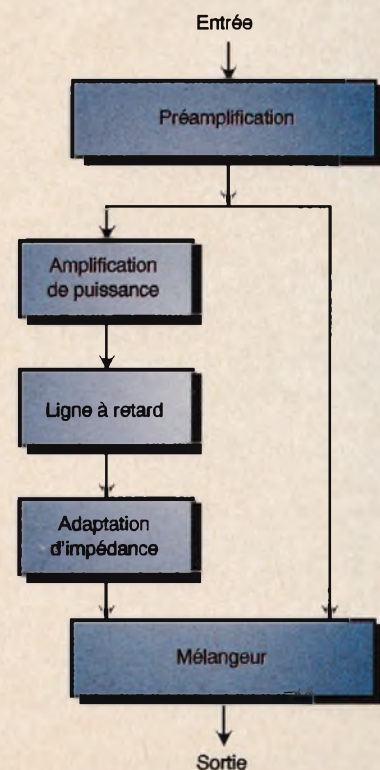 Entrée
Préamplification
Amplification
de puissance
Ligne à retard
Adaptation
d'impédance
Mélangeur
Sortie